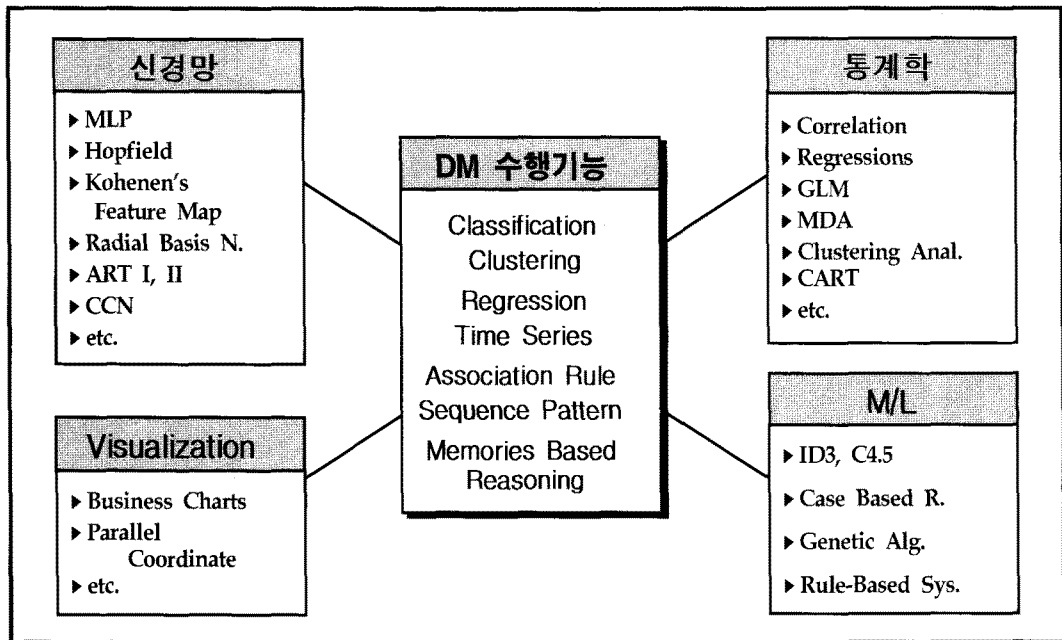 신경망
▸ MLP
▸ Hopfield
▸ Kohenen's
Feature Map
▸ Radial Basis N.
▸ ART I, II
▸ CCN
▸ etc.
통계학
▸ Correlation
▸ Regressions
▸ GLM
▸ MDA
▸ Clustering Anal.
▸ CART
▸ etc.
DM 수행기능
Classification
Clustering
Regression
Time Series
Association Rule
Sequence Pattern
Memories Based
Reasoning
Visualization
▸ Business Charts
▸ Parallel
Coordinate
▸ etc.
M/L
▸ ID3, C4.5
▸ Case Based R.
▸ Genetic Alg.
▸ Rule-Based Sys.